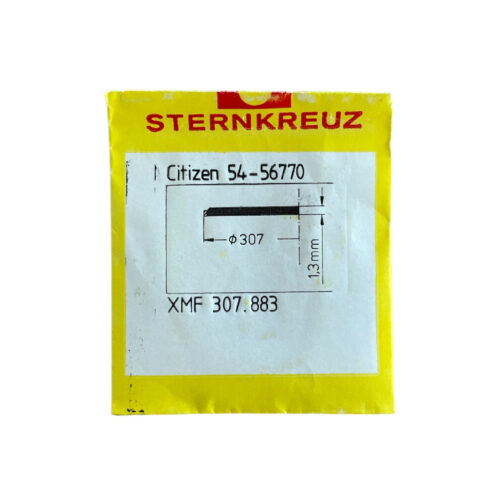 STERNKREUZ
Citizen 54-56770
ϕ307
1,3mm
XMF 307.883